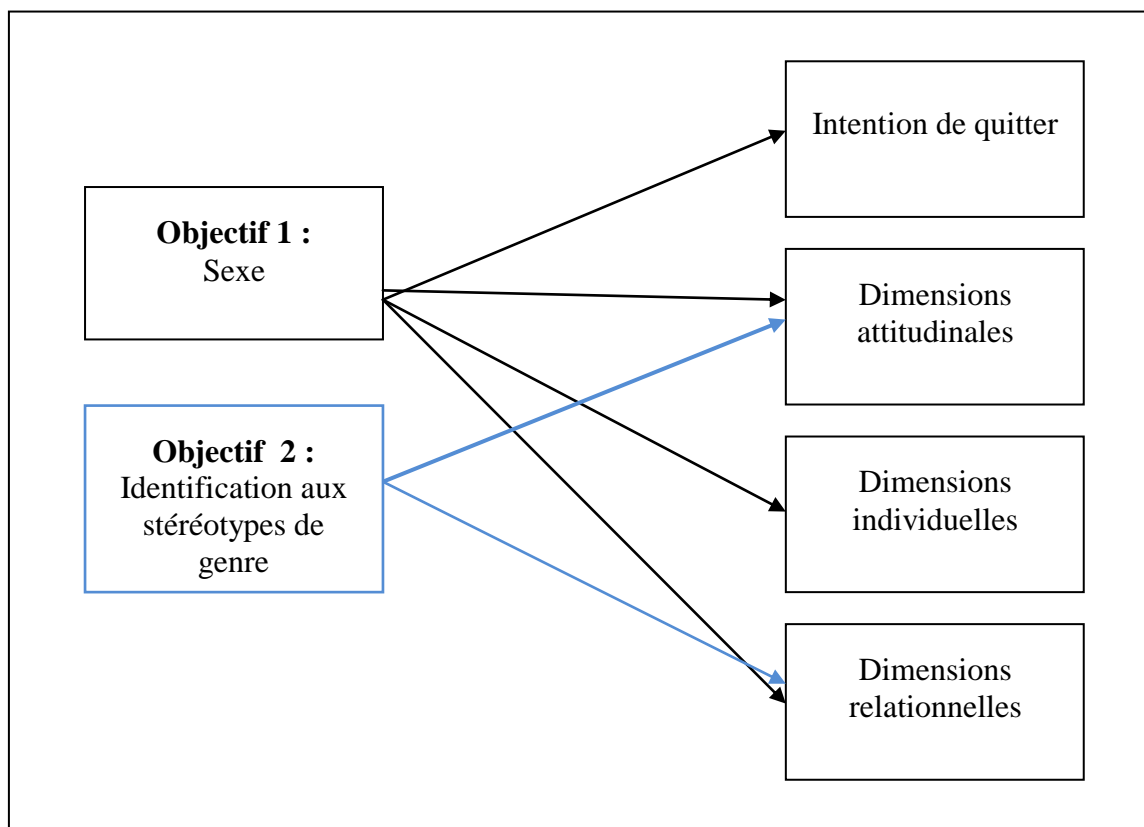 Objectif 1 :
Sexe
Objectif 2 :
Identification aux
stéréotypes de
genre
Intention de quitter
Dimensions
attitudinales
Dimensions
individuelles
Dimensions
relationnelles